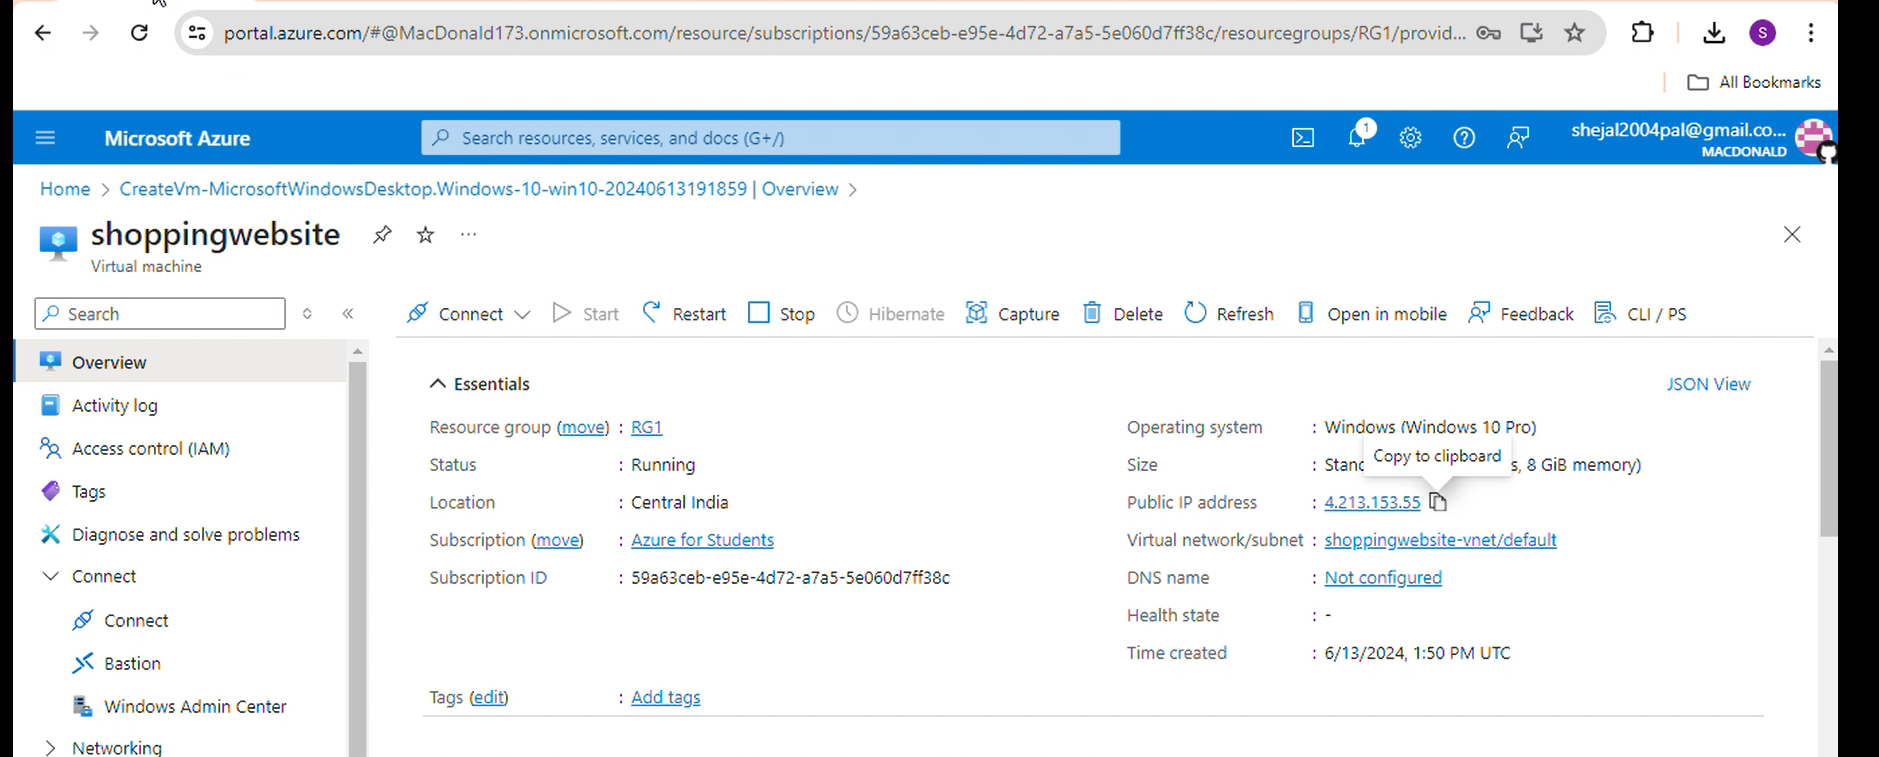 portal.azure.com/#@MacDonald173.onmicrosoft.com/resource/subscriptions/59a63ceb-e95e-4d72-a7a5-5e060d7ff38c/resourcegroups/RG1/provid... S
All Bookmarks
Microsoft Azure Search resources, services, and docs (G+/) 1 shejal2004pal@gmail.co...
MACDONALD
Home > CreateVm-MicrosoftWindowsDesktop.Windows-10-win10-20240613191859 | Overview >
shoppingwebsite ...
Virtual machine
Search « Connect Start Restart Stop Hibernate Capture Delete Refresh Open in mobile Feedback CLI / PS
Overview
Activity log
Access control (IAM)
Tags
Diagnose and solve problems
Connect
Connect
Bastion
Windows Admin Center
Networking
Essentials JSON View
Resource group (move) : RG1
Status : Running
Location : Central India
Subscription (move) : Azure for Students
Subscription ID : 59a63ceb-e95e-4d72-a7a5-5e060d7ff38c
Operating system : Windows (Windows 10 Pro)
Copy to clipboard
Size : Stand s, 8 GiB memory)
Public IP address : 4.213.153.55
Virtual network/subnet : shoppingwebsite-vnet/default
DNS name : Not configured
Health state : -
Time created : 6/13/2024, 1:50 PM UTC
Tags (edit) : Add tags